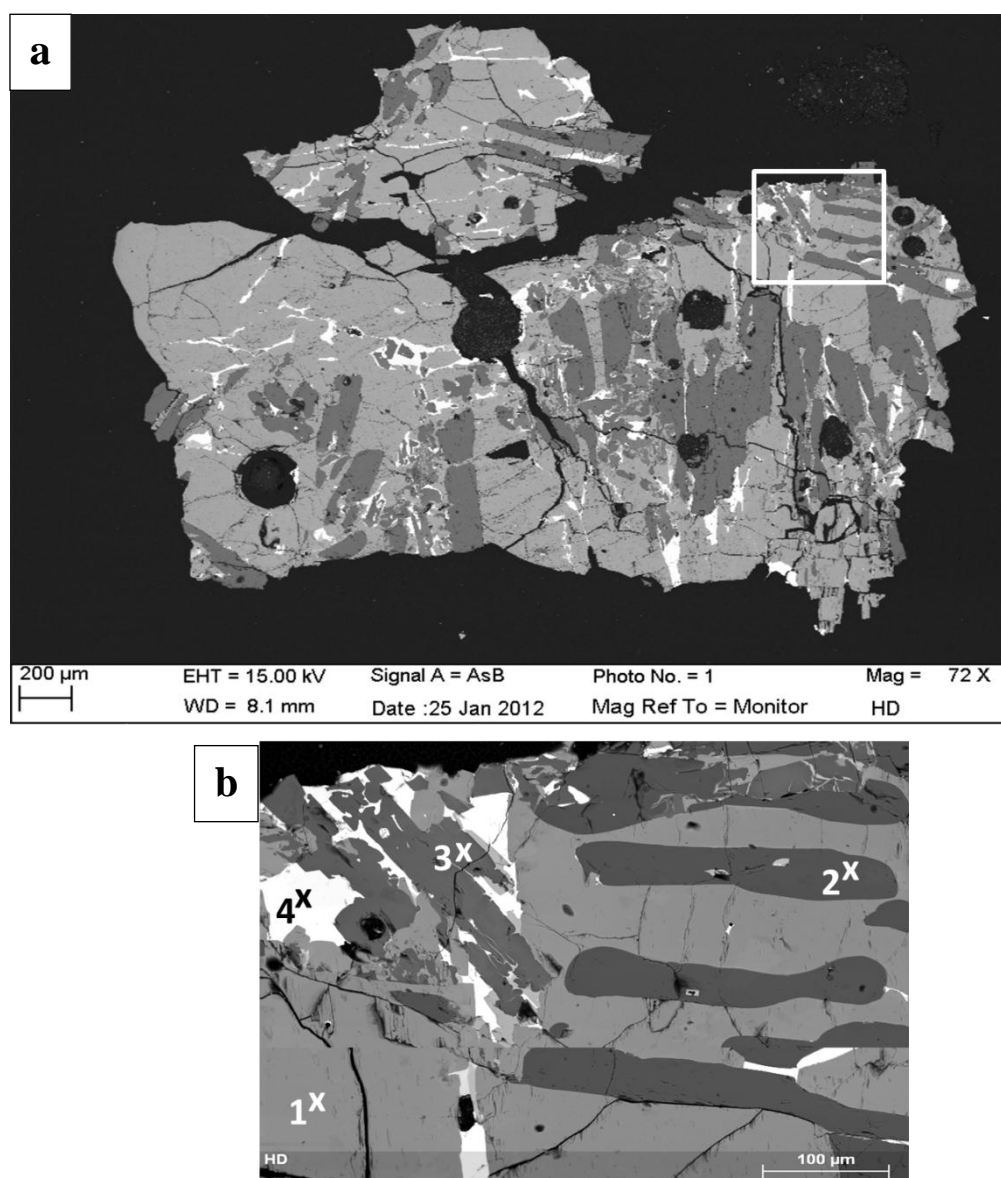 a
200 µm
EHT = 15.00 kV Signal A = AsB Photo No. = 1 Mag = 72 X
WD = 8.1 mm Date :25 Jan 2012 Mag Ref To = Monitor HD
b
3x
2x
4x
1x
HD
100 µm